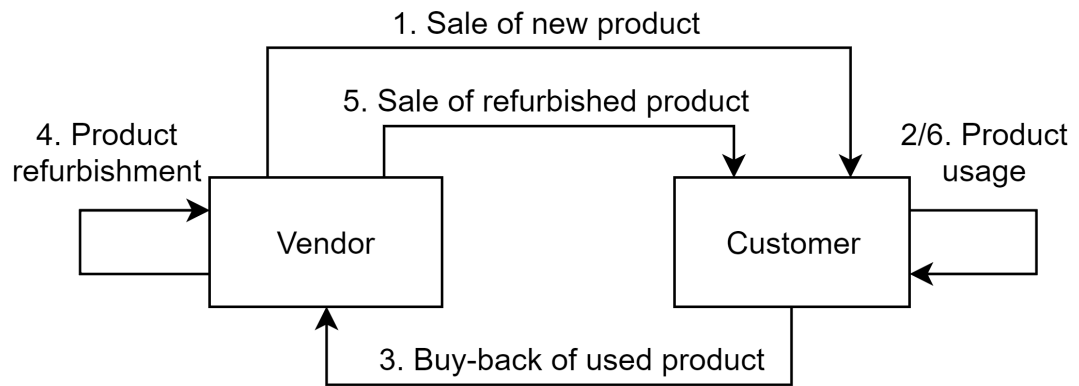 1. Sale of new product
5. Sale of refurbished product
4. Product
refurbishment
2/6. Product
usage
Vendor
Customer
3. Buy-back of used product